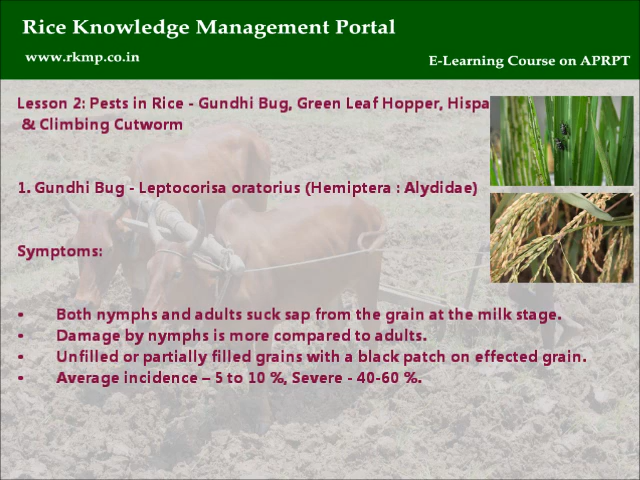 Rice Knowledge Management Portal
www.rkmp.co.in
E-Learning Course on APRPT
Lesson 2: Pests in Rice - Gundhi Bug, Green Leaf Hopper, Hispa
& Climbing Cutworm
1. Gundhi Bug - Leptocorisa oratorius (Hemiptera : Alydidae)
Symptoms:
• Both nymphs and adults suck sap from the grain at the milk stage.
• Damage by nymphs is more compared to adults.
• Unfilled or partially filled grains with a black patch on effected grain.
• Average incidence – 5 to 10 %, Severe - 40-60 %.